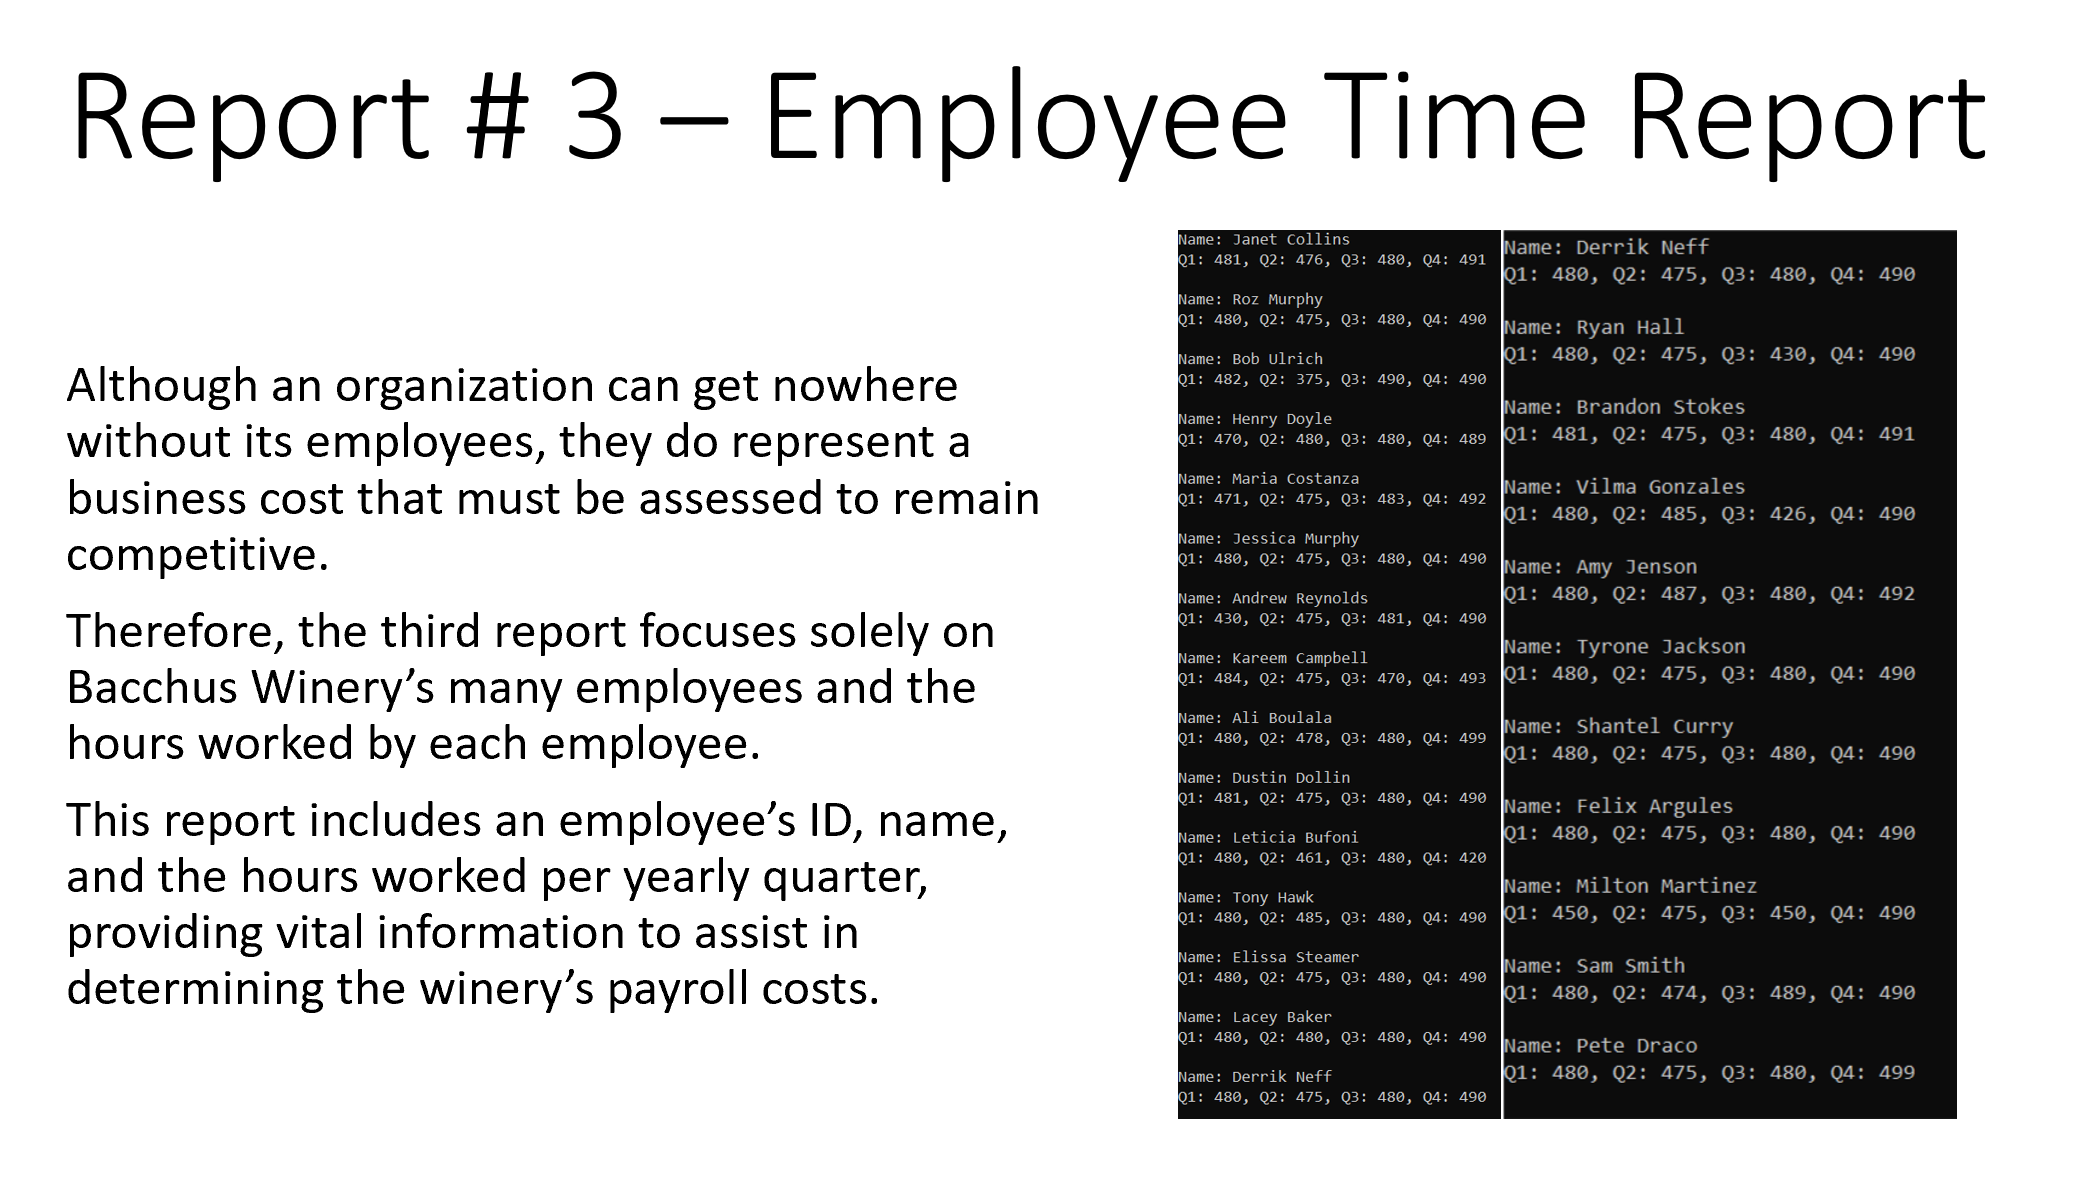 Report # 3 – Employee Time Report
Although an organization can get nowhere
without its employees, they do represent a
business cost that must be assessed to remain
competitive.
Therefore, the third report focuses solely on
Bacchus Winery’s many employees and the
hours worked by each employee.
This report includes an employee’s ID, name,
and the hours worked per yearly quarter,
providing vital information to assist in
determining the winery’s payroll costs.
Name: Janet Collins
Q1: 481, Q2: 476, Q3: 480, Q4: 491
Name: Roz Murphy
Q1: 480, Q2: 475, Q3: 480, Q4: 490
Name: Bob Ulrich
Q1: 482, Q2: 375, Q3: 490, Q4: 490
Name: Henry Doyle
Q1: 470, Q2: 480, Q3: 480, Q4: 489
Name: Maria Costanza
Q1: 471, Q2: 475, Q3: 483, Q4: 492
Name: Jessica Murphy
Q1: 480, Q2: 475, Q3: 480, Q4: 490
Name: Andrew Reynolds
Q1: 430, Q2: 475, Q3: 481, Q4: 490
Name: Kareem Campbell
Q1: 484, Q2: 475, Q3: 470, Q4: 493
Name: Ali Boulala
Q1: 480, Q2: 478, Q3: 480, Q4: 499
Name: Dustin Dollin
Q1: 481, Q2: 475, Q3: 480, Q4: 490
Name: Leticia Bufoni
Q1: 480, Q2: 461, Q3: 480, Q4: 420
Name: Tony Hawk
Q1: 480, Q2: 485, Q3: 480, Q4: 490
Name: Elissa Steamer
Q1: 480, Q2: 475, Q3: 480, Q4: 490
Name: Lacey Baker
Q1: 480, Q2: 480, Q3: 480, Q4: 490
Name: Derrik Neff
Q1: 480, Q2: 475, Q3: 480, Q4: 490
Name: Derrik Neff
Q1: 480, Q2: 475, Q3: 480, Q4: 490
Name: Ryan Hall
Q1: 480, Q2: 475, Q3: 430, Q4: 490
Name: Brandon Stokes
Q1: 481, Q2: 475, Q3: 480, Q4: 491
Name: Vilma Gonzales
Q1: 480, Q2: 485, Q3: 426, Q4: 490
Name: Amy Jenson
Q1: 480, Q2: 487, Q3: 480, Q4: 492
Name: Tyrone Jackson
Q1: 480, Q2: 475, Q3: 480, Q4: 490
Name: Shantel Curry
Q1: 480, Q2: 475, Q3: 480, Q4: 490
Name: Felix Argules
Q1: 480, Q2: 475, Q3: 480, Q4: 490
Name: Milton Martinez
Q1: 450, Q2: 475, Q3: 450, Q4: 490
Name: Sam Smith
Q1: 480, Q2: 474, Q3: 489, Q4: 490
Name: Pete Draco
Q1: 480, Q2: 475, Q3: 480, Q4: 499